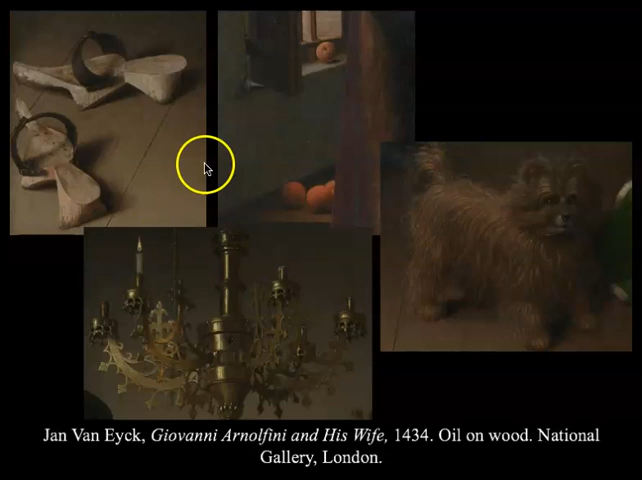 Jan Van Eyck, Giovanni Arnolfini and His Wife, 1434. Oil on wood. National
Gallery, London.